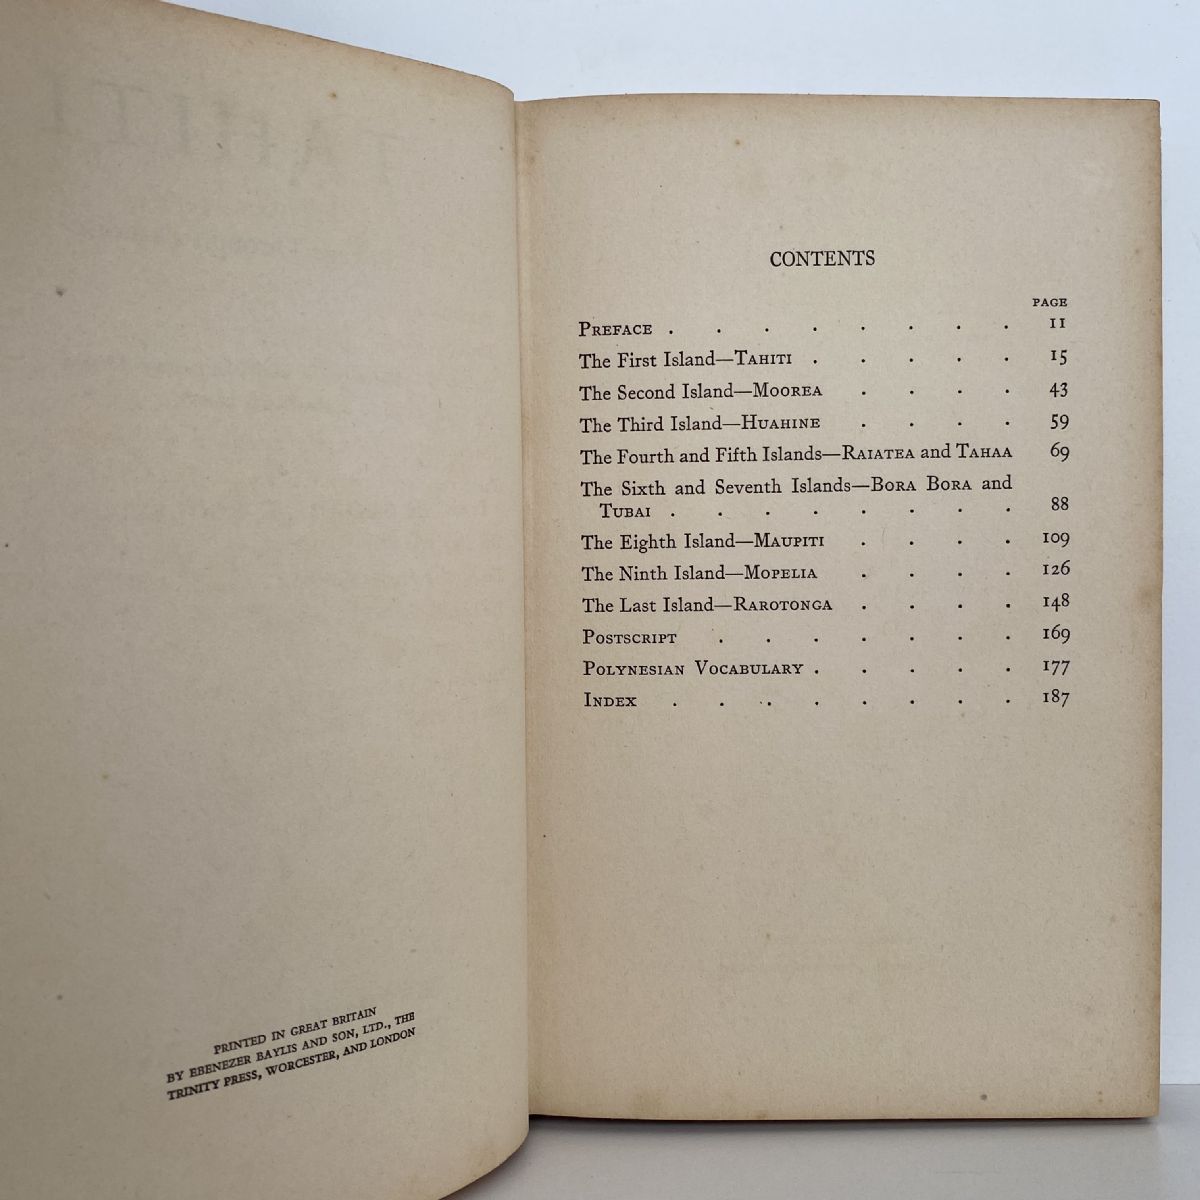 PRINTED IN GREAT BRITAIN
BY EBENEZER BAYLIS AND SON, LTD., THE
TRINITY PRESS, WORCESTER, AND LONDON
CONTENTS
PAGE
PREFACE . . . . . . . . 11
The First Island—TAHITI . . . . . 15
The Second Island—MOOREA . . . . 43
The Third Island—HUAHINE . . . . 59
The Fourth and Fifth Islands—RAIATEA and TAHAA 69
The Sixth and Seventh Islands—BORA BORA and
TUBAI . . . . . . . . 88
The Eighth Island—MAUPITI . . . . 109
The Ninth Island—MOPELIA . . . . 126
The Last Island—RAROTONGA . . . . 148
POSTSCRIPT . . . . . . . 169
POLYNESIAN VOCABULARY . . . . . 177
INDEX . . . . . . . . 187